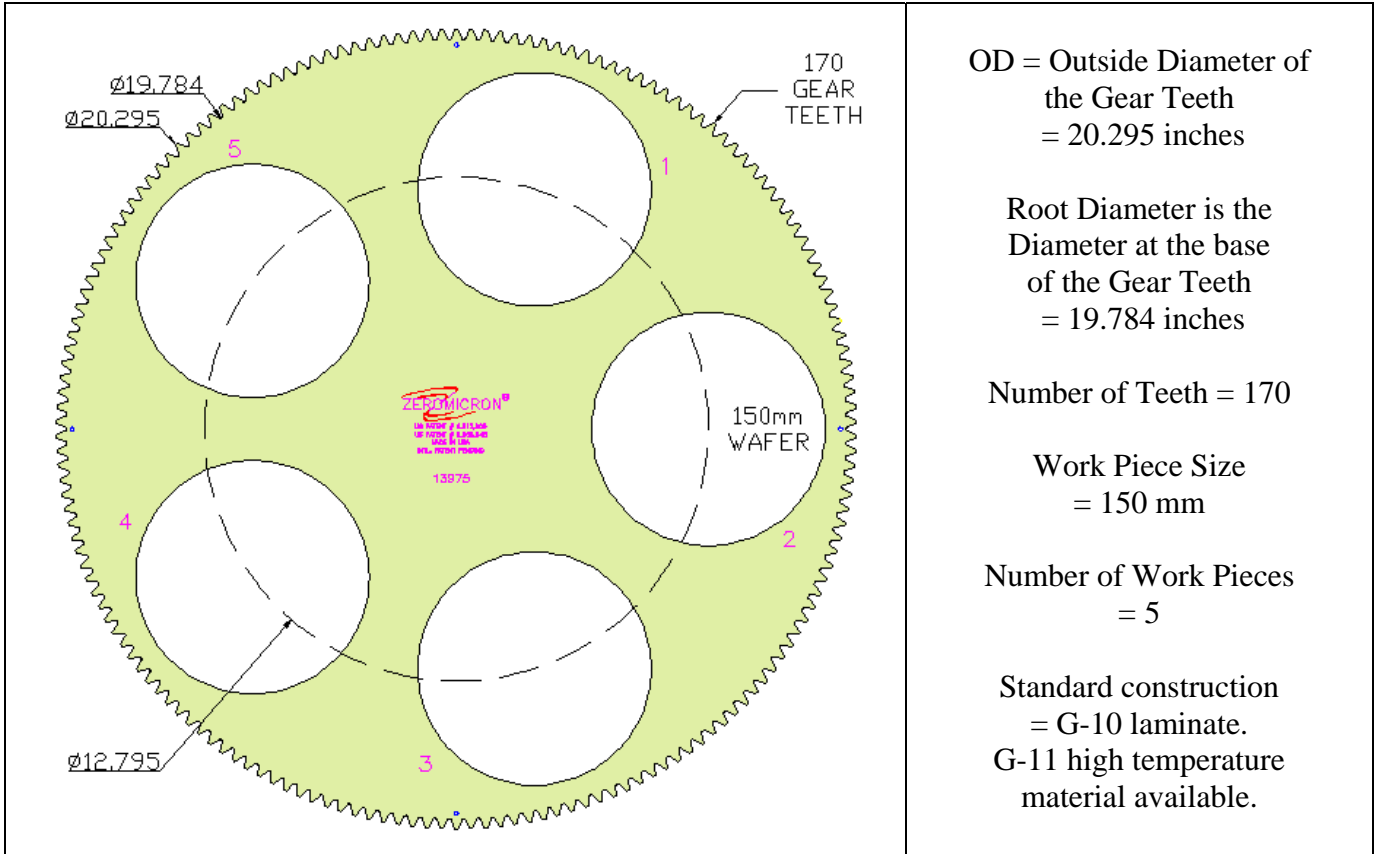 Ø19.784
Ø20.295
170
GEAR
TEETH
5
1
ZEROMICRON®
MADE IN USA
13975
150mm
WAFER
4
2
3
Ø12.795
OD = Outside Diameter of
the Gear Teeth
= 20.295 inches
Root Diameter is the
Diameter at the base
of the Gear Teeth
= 19.784 inches
Number of Teeth = 170
Work Piece Size
= 150 mm
Number of Work Pieces
= 5
Standard construction
= G-10 laminate.
G-11 high temperature
material available.